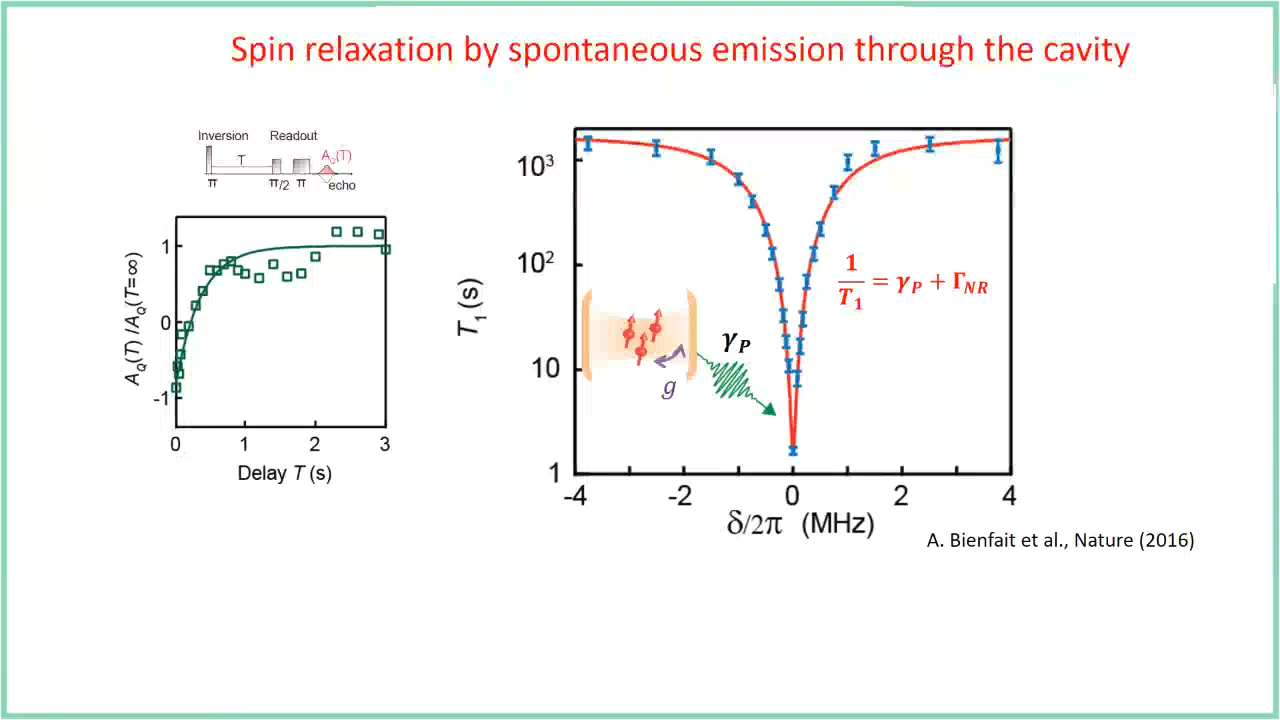 Spin relaxation by spontaneous emission through the cavity
Inversion Readout
T
A_Q(T)
π π/2 π echo
A_Q(T) /A_Q(T=∞)
1
0
-1
0 1 2 3
Delay T (s)
T₁ (s)
10³
10²
10
1
-4 -2 0 2 4
δ/2π (MHz)
1/T₁ = γ_P + Γ_NR
γ_P
g
A. Bienfait et al., Nature (2016)